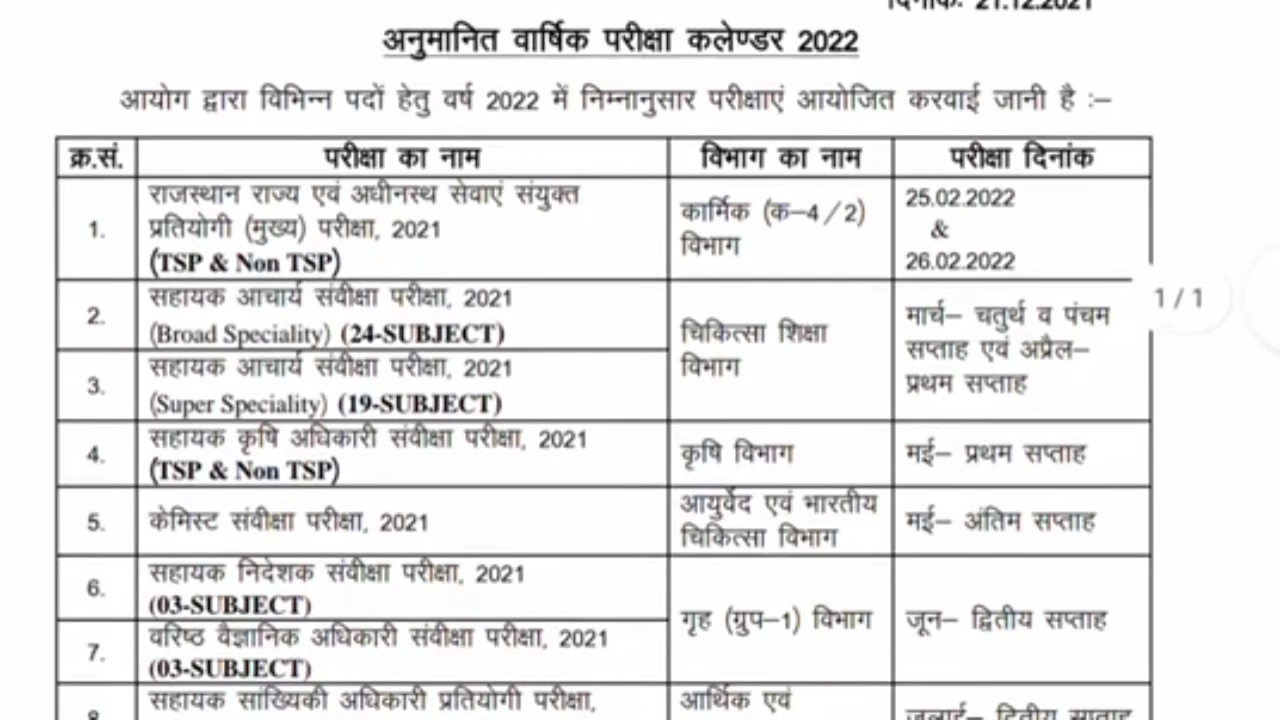 दिनांकः 21.12.2021
अनुमानित वार्षिक परीक्षा कलेण्डर 2022
आयोग द्वारा विभिन्न पदों हेतु वर्ष 2022 में निम्नानुसार परीक्षाएं आयोजित करवाई जानी है :–
क्र.सं. परीक्षा का नाम विभाग का नाम परीक्षा दिनांक
1. राजस्थान राज्य एवं अधीनस्थ सेवाएं संयुक्त
प्रतियोगी (मुख्य) परीक्षा, 2021
(TSP & Non TSP)
कार्मिक (क–4/2)
विभाग
25.02.2022
&
26.02.2022
1/1
2. सहायक आचार्य संवीक्षा परीक्षा, 2021
(Broad Speciality) (24-SUBJECT)
3. सहायक आचार्य संवीक्षा परीक्षा, 2021
(Super Speciality) (19-SUBJECT)
चिकित्सा शिक्षा
विभाग
मार्च– चतुर्थ व पंचम
सप्ताह एवं अप्रैल–
प्रथम सप्ताह
4. सहायक कृषि अधिकारी संवीक्षा परीक्षा, 2021
(TSP & Non TSP)
कृषि विभाग
मई– प्रथम सप्ताह
5. केमिस्ट संवीक्षा परीक्षा, 2021
आयुर्वेद एवं भारतीय
चिकित्सा विभाग
मई– अंतिम सप्ताह
6. सहायक निदेशक संवीक्षा परीक्षा, 2021
(03-SUBJECT)
7. वरिष्ठ वैज्ञानिक अधिकारी संवीक्षा परीक्षा, 2021
(03-SUBJECT)
गृह (ग्रुप–1) विभाग
जून– द्वितीय सप्ताह
8. सहायक सांख्यिकी अधिकारी प्रतियोगी परीक्षा,
आर्थिक एवं
जुलाई– द्वितीय सप्ताह